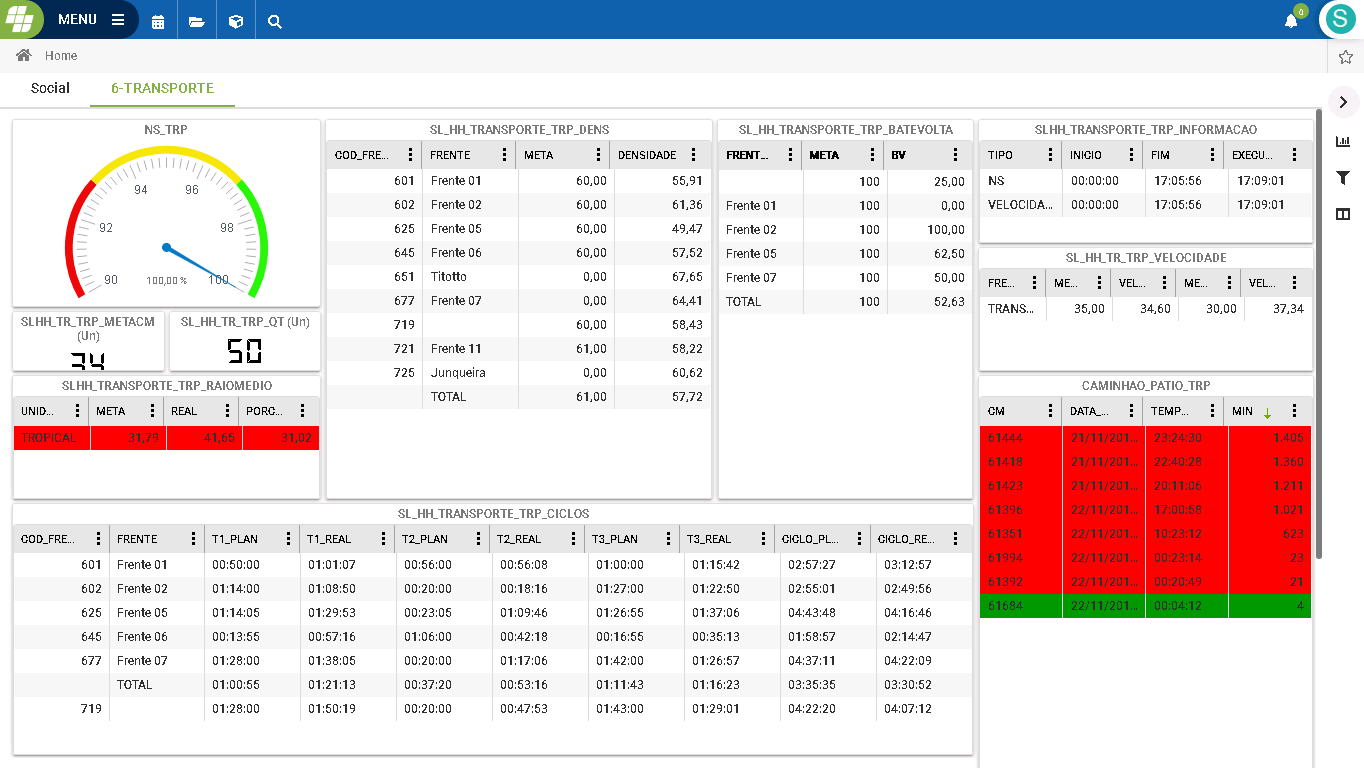 MENU
0
S
Home
Social 6-TRANSPORTE
NS_TRP
94 96
92 98
90 100,00 % 100
SLHH_TR_TRP_METACM
(Un)
34
SL_HH_TR_TRP_QT (Un)
50
SLHH_TRANSPORTE_TRP_RAIOMEDIO
UNID... META REAL PORC...
TROPICAL 31,79 41,65 31,02
SL_HH_TRANSPORTE_TRP_DENS
COD_FRE... FRENTE META DENSIDADE
601 Frente 01 60,00 55,91
602 Frente 02 60,00 61,36
625 Frente 05 60,00 49,47
645 Frente 06 60,00 57,52
651 Titotto 0,00 67,65
677 Frente 07 0,00 64,41
719 60,00 58,43
721 Frente 11 61,00 58,22
725 Junqueira 0,00 60,62
TOTAL 61,00 57,72
SL_HH_TRANSPORTE_TRP_BATEVOLTA
FRENT... META BV
100 25,00
Frente 01 100 0,00
Frente 02 100 100,00
Frente 05 100 62,50
Frente 07 100 50,00
TOTAL 100 52,63
SLHH_TRANSPORTE_TRP_INFORMACAO
TIPO INICIO FIM EXECU...
NS 00:00:00 17:05:56 17:09:01
VELOCIDA... 00:00:00 17:05:56 17:09:01
SL_HH_TR_TRP_VELOCIDADE
FRE... ME... VEL... ME... VEL...
TRANS... 35,00 34,60 30,00 37,34
CAMINHAO_PATIO_TRP
CM DATA_... TEMP... MIN
61444 21/11/201... 23:24:30 1.405
61418 21/11/201... 22:40:28 1.360
61423 21/11/201... 20:11:06 1.211
61396 22/11/201... 17:00:58 1.021
61351 22/11/201... 10:23:12 623
61994 22/11/201... 00:23:14 23
61392 22/11/201... 00:20:49 21
61684 22/11/201... 00:04:12 4
SL_HH_TRANSPORTE_TRP_CICLOS
COD_FRE... FRENTE T1_PLAN T1_REAL T2_PLAN T2_REAL T3_PLAN T3_REAL CICLO_PL... CICLO_RE...
601 Frente 01 00:50:00 01:01:07 00:56:00 00:56:08 01:00:00 01:15:42 02:57:27 03:12:57
602 Frente 02 01:14:00 01:08:50 00:20:00 00:18:16 01:27:00 01:22:50 02:55:01 02:49:56
625 Frente 05 01:14:05 01:29:53 00:23:05 01:09:46 01:26:55 01:37:06 04:43:48 04:16:46
645 Frente 06 00:13:55 00:57:16 01:06:00 00:42:18 00:16:55 00:35:13 01:58:57 02:14:47
677 Frente 07 01:28:00 01:38:05 00:20:00 01:17:06 01:42:00 01:26:57 04:37:11 04:22:09
TOTAL 01:00:55 01:21:13 00:37:20 00:53:16 01:11:43 01:16:23 03:35:35 03:30:52
719 01:28:00 01:50:19 00:20:00 00:47:53 01:43:00 01:29:01 04:22:20 04:07:12